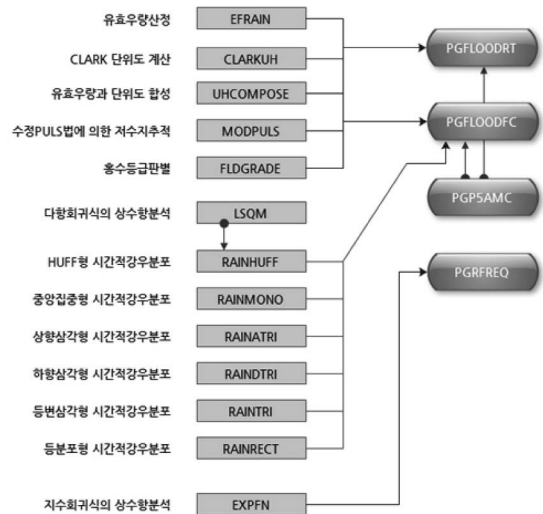 유효우량산정 EFRAIN PGFLOODRT
CLARK 단위도 계산 CLARKUH
유효우량과 단위도 합성 UHCOMPOSE
수정PULS법에 의한 저수지추적 MODPULS PGFLOODFC
홍수등급판별 FLDGRADE
PGP5AMC
다항회귀식의 상수항분석 LSQM
HUFF형 시간적강우분포 RAINHUFF PGRFREQ
중앙집중형 시간적강우분포 RAINMONO
상향삼각형 시간적강우분포 RAINATRI
하향삼각형 시간적강우분포 RAINDTRI
등변삼각형 시간적강우분포 RAINTRI
등분포형 시간적강우분포 RAINRECT
지수회귀식의 상수항분석 EXPFN